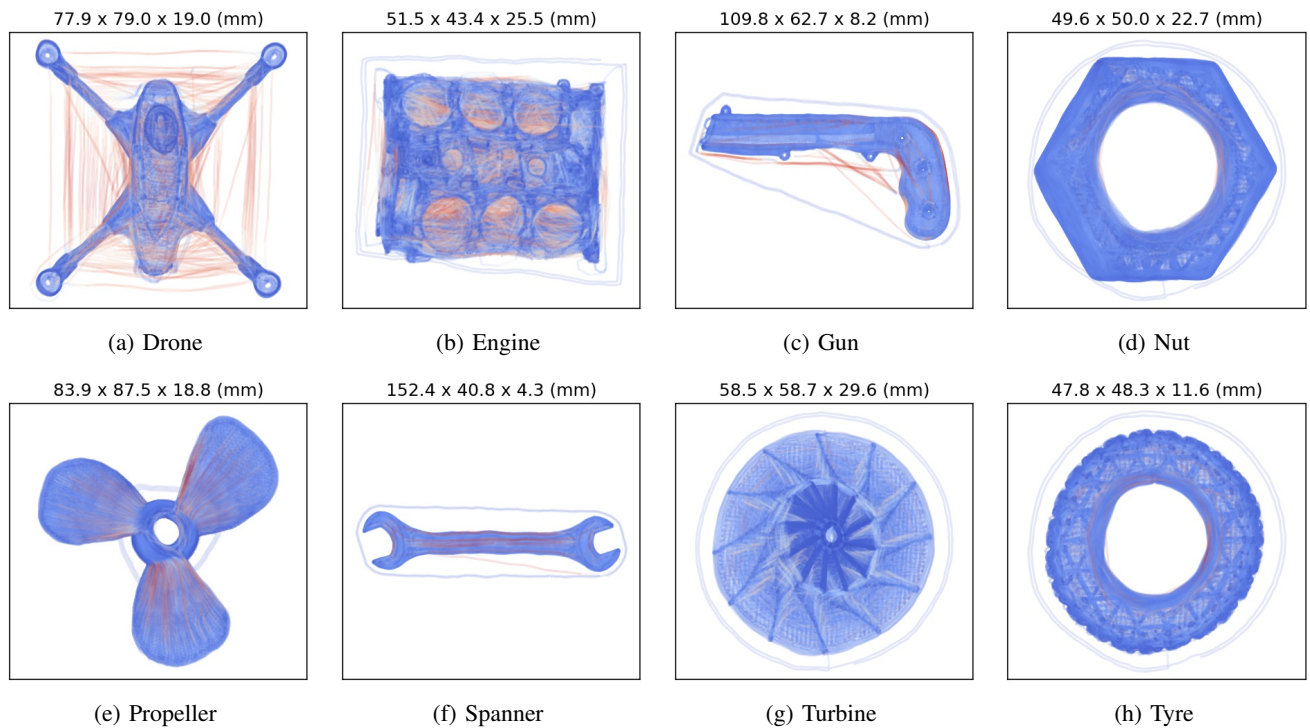 77.9 x 79.0 x 19.0 (mm)
51.5 x 43.4 x 25.5 (mm)
109.8 x 62.7 x 8.2 (mm)
49.6 x 50.0 x 22.7 (mm)
(a) Drone
(b) Engine
(c) Gun
(d) Nut
83.9 x 87.5 x 18.8 (mm)
152.4 x 40.8 x 4.3 (mm)
58.5 x 58.7 x 29.6 (mm)
47.8 x 48.3 x 11.6 (mm)
(e) Propeller
(f) Spanner
(g) Turbine
(h) Tyre